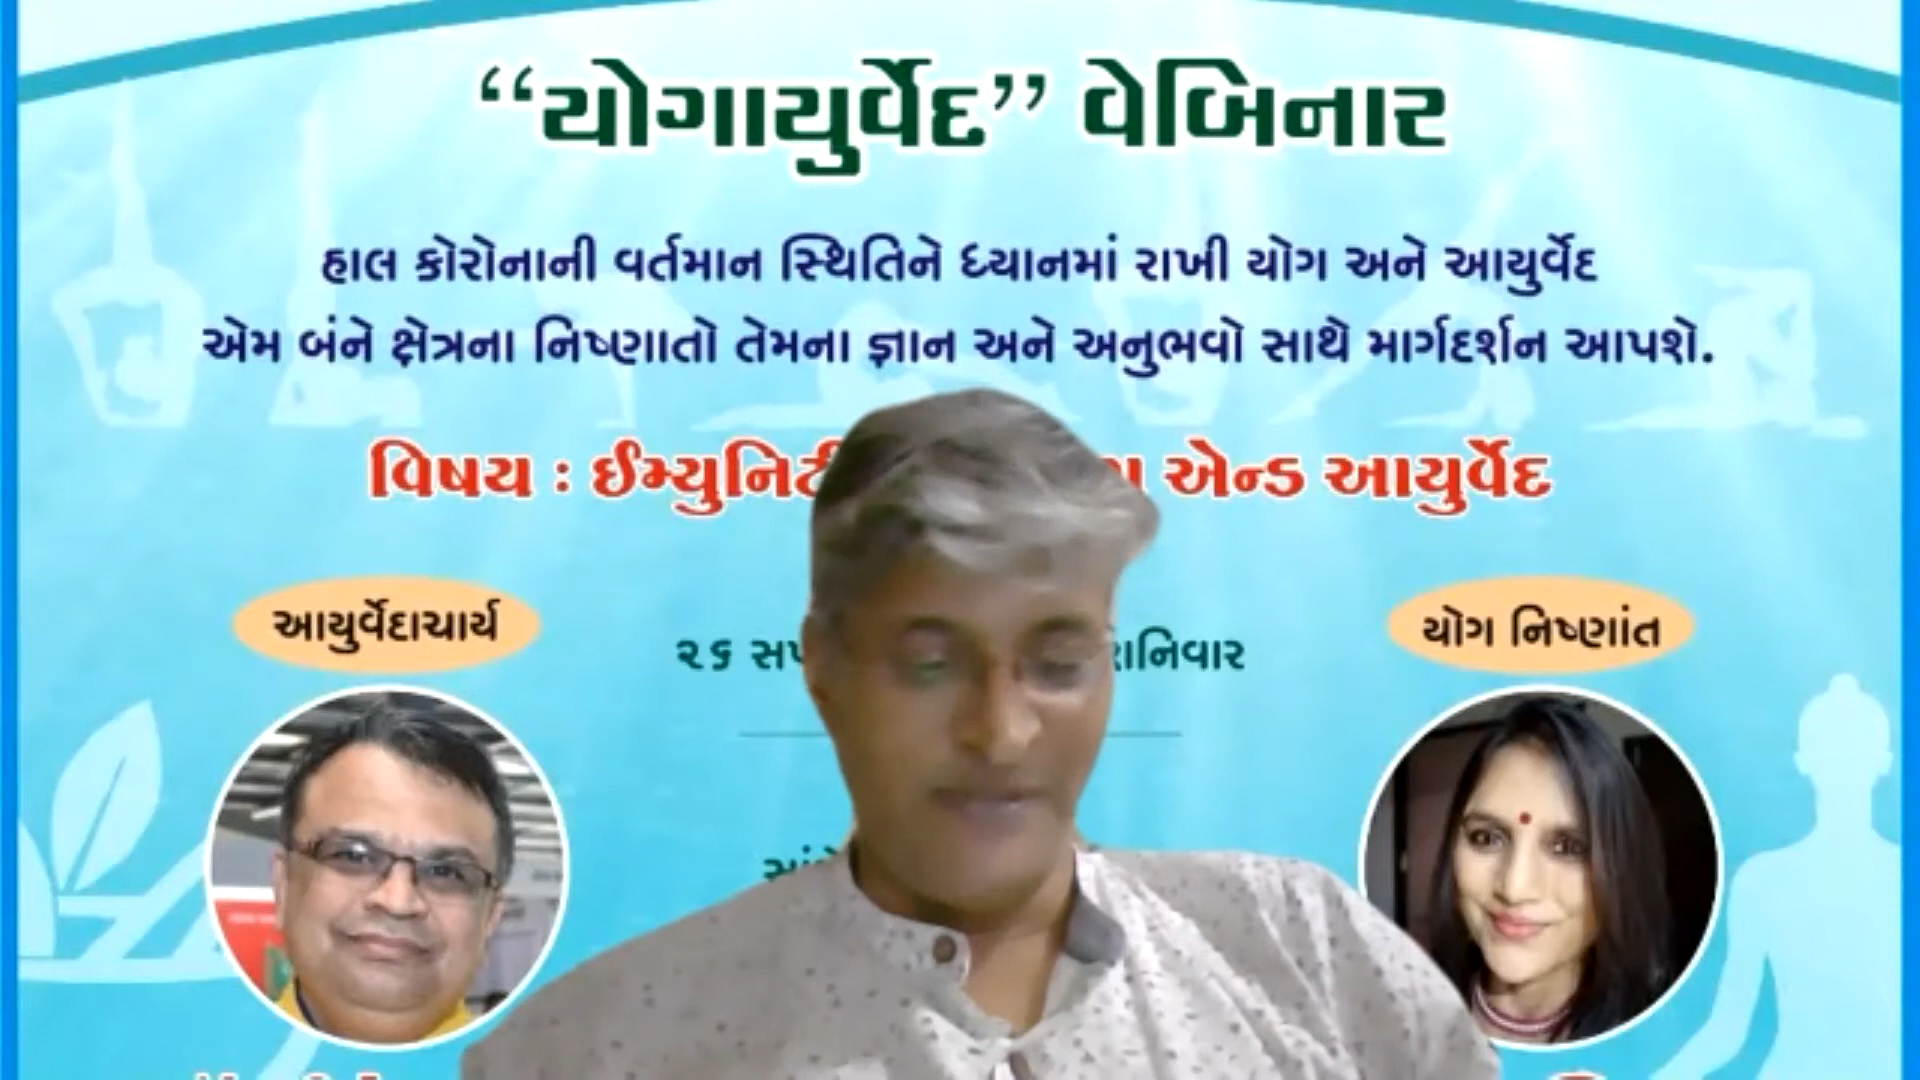 “યોગાયુર્વેદ” વેબિનાર
હાલ કોરોનાની વર્તમાન સ્થિતિને ધ્યાનમાં રાખી યોગ અને આયુર્વેદ
એમ બંને ક્ષેત્રના નિષ્ણાતો તેમના જ્ઞાન અને અનુભવો સાથે માર્ગદર્શન આપશે.
વિષય : એન્ડ આયુર્વેદ
આયુર્વેદાચાર્ય
યોગ નિષ્ણાંત
૨૬ શનિવાર